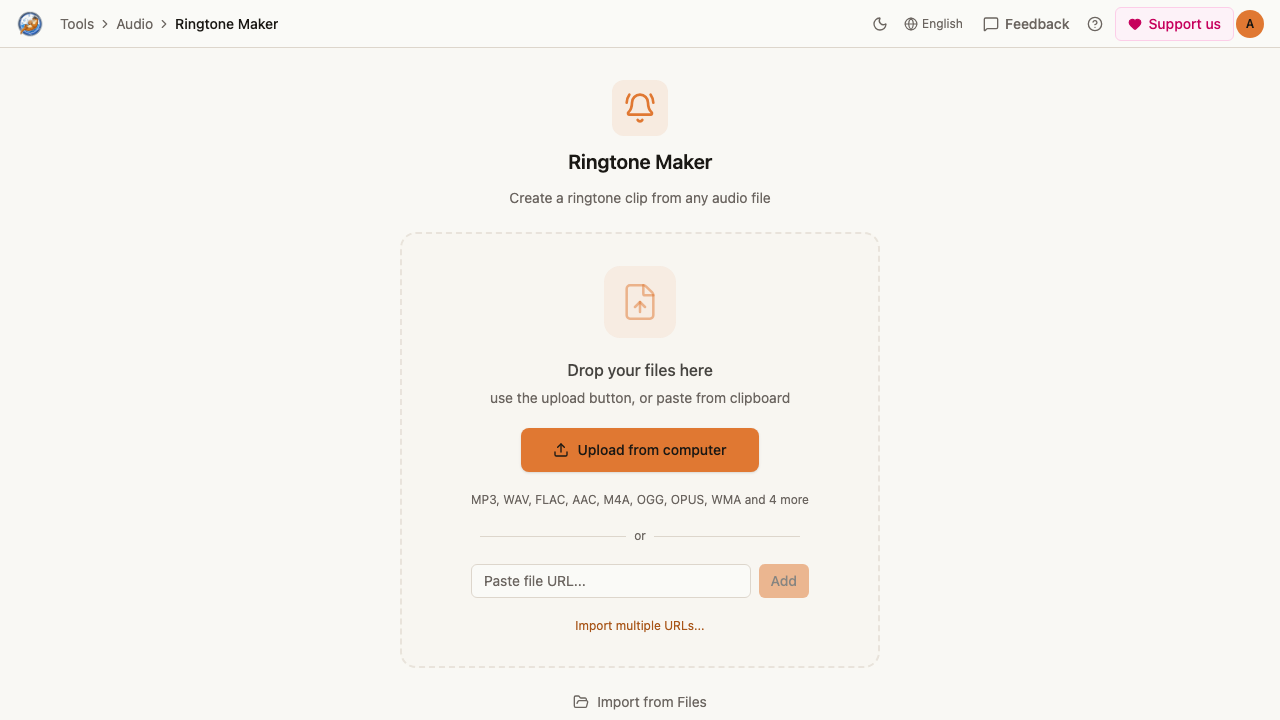 Tools > Audio > Ringtone Maker
English
Feedback
Support us
A
Ringtone Maker
Create a ringtone clip from any audio file
Drop your files here
use the upload button, or paste from clipboard
Upload from computer
MP3, WAV, FLAC, AAC, M4A, OGG, OPUS, WMA and 4 more
or
Paste file URL...
Add
Import multiple URLs...
Import from Files